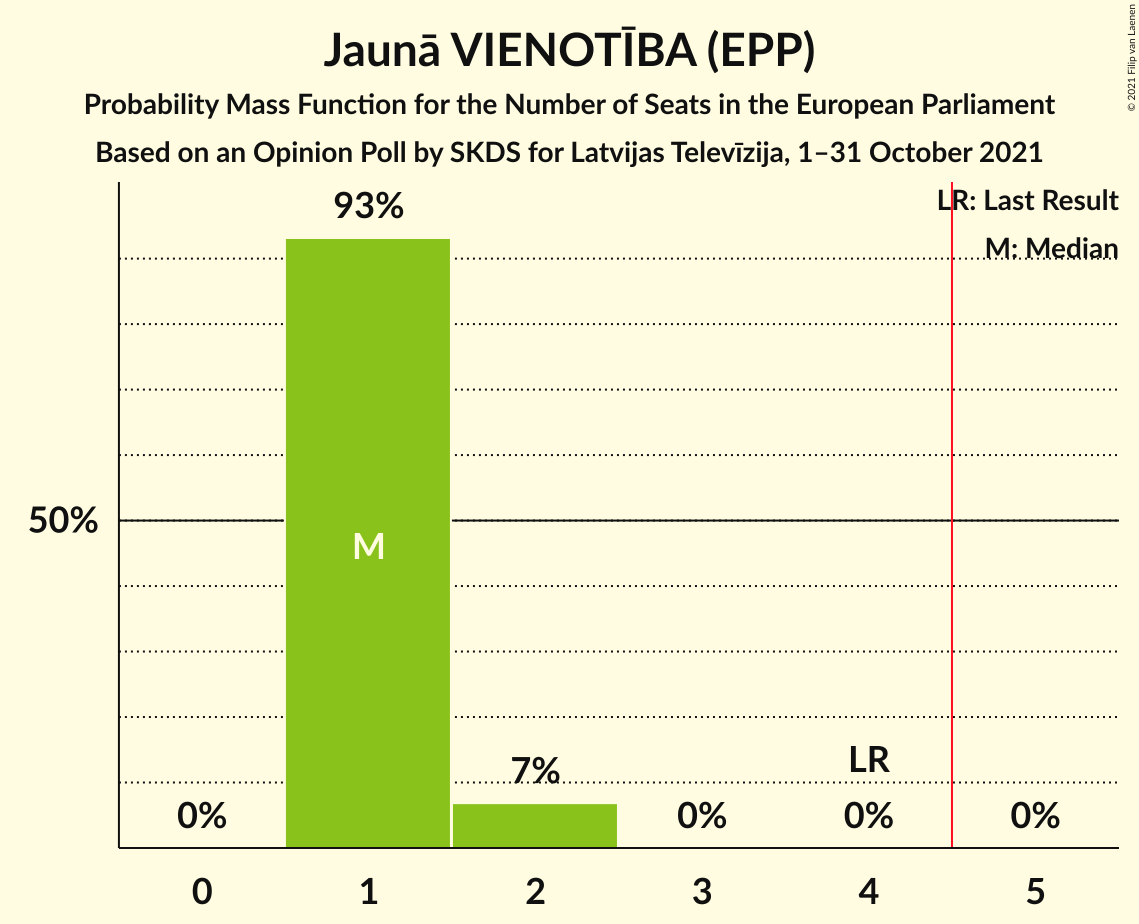 Jaunā VIENOTĪBA (EPP)
Probability Mass Function for the Number of Seats in the European Parliament
Based on an Opinion Poll by SKDS for Latvijas Televīzija, 1–31 October 2021
© 2021 Filip van Laenen
LR: Last Result
M: Median
93%
50%
M
7%
LR
0%
0%
0%
0%
0 1 2 3 4 5